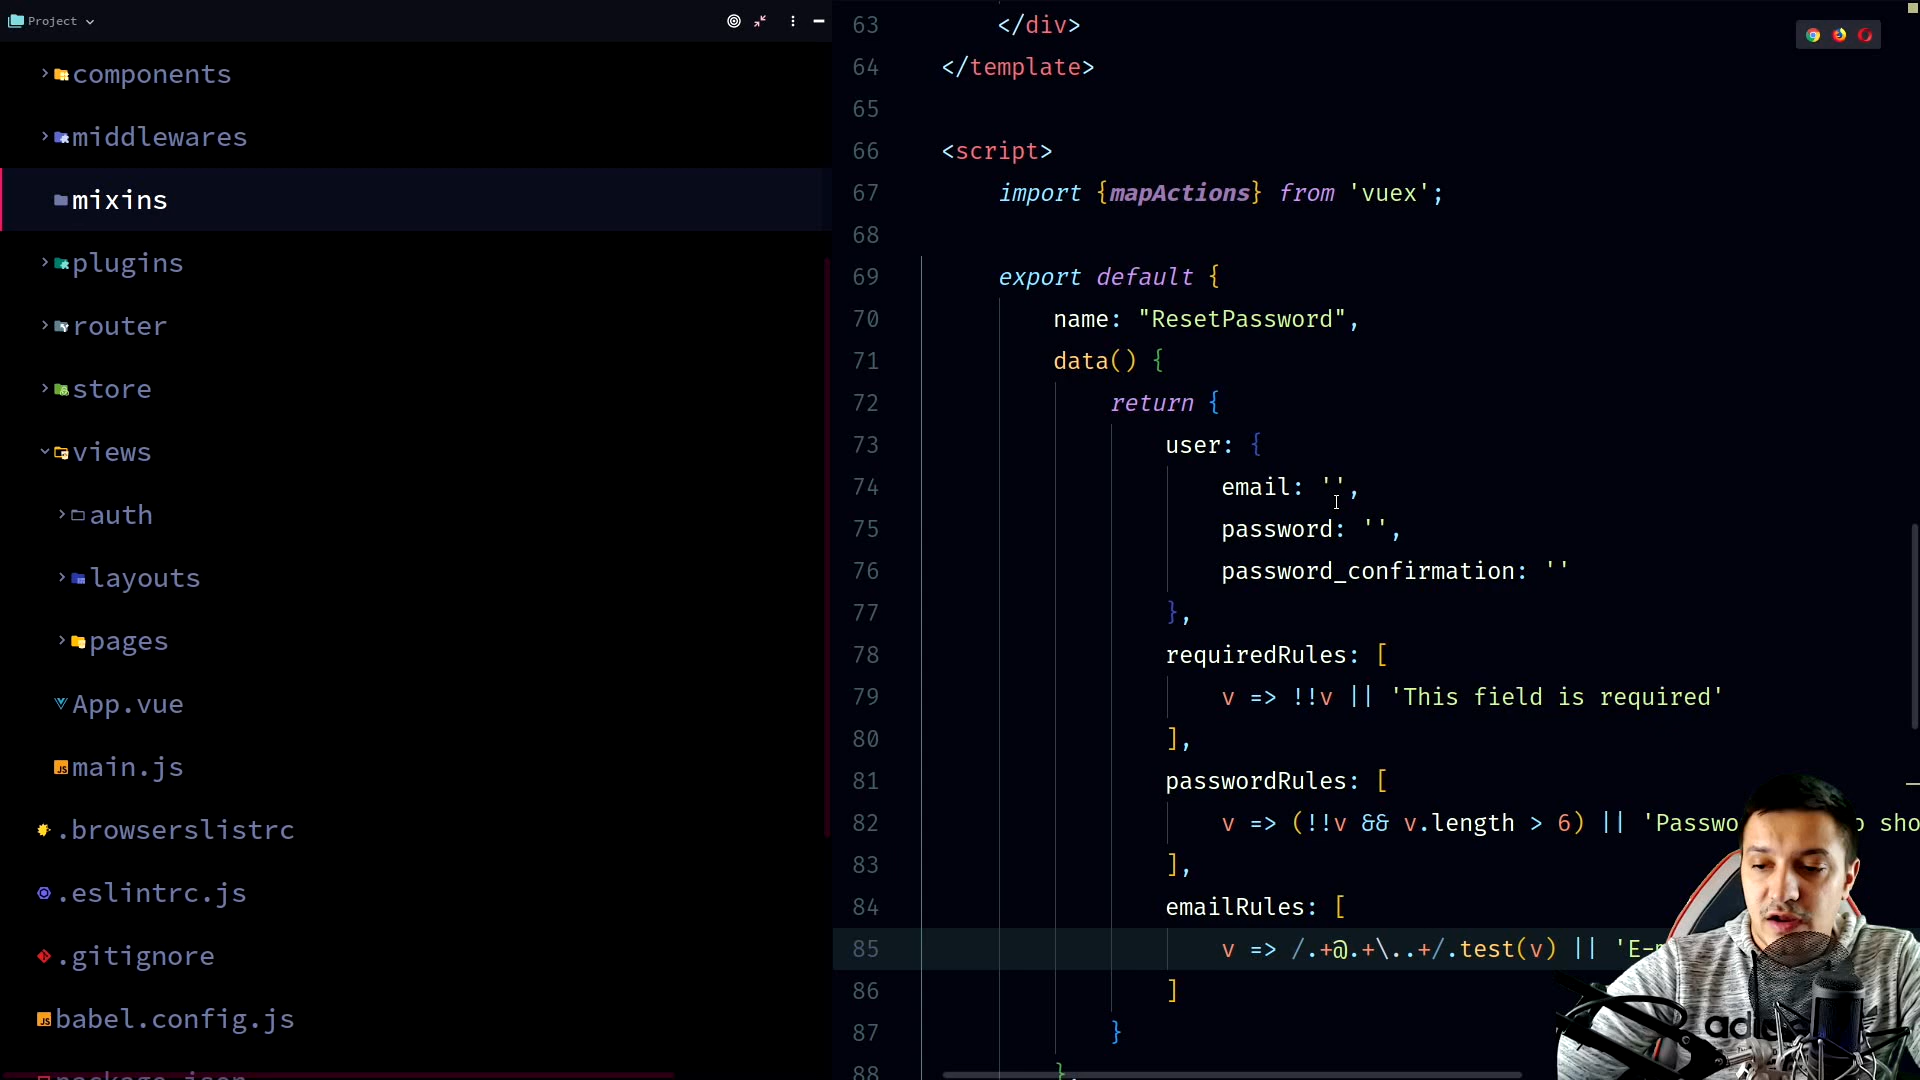 Project
components
middlewares
mixins
plugins
router
store
views
auth
layouts
pages
App.vue
main.js
.browserslistrc
.eslintrc.js
.gitignore
babel.config.js
package.json
63 </div>
64 </template>
65
66 <script>
67 import {mapActions} from 'vuex';
68
69 export default {
70 name: "ResetPassword",
71 data() {
72 return {
73 user: {
74 email: '',
75 password: '',
76 password_confirmation: ''
77 },
78 requiredRules: [
79 v => !!v || 'This field is required'
80 ],
81 passwordRules: [
82 v => (!!v && v.length > 6) || 'Passwo sho
83 ],
84 emailRules: [
85 v => /.+@.+\..+/.test(v) || 'E-
86 ]
87 }
88 },
adi